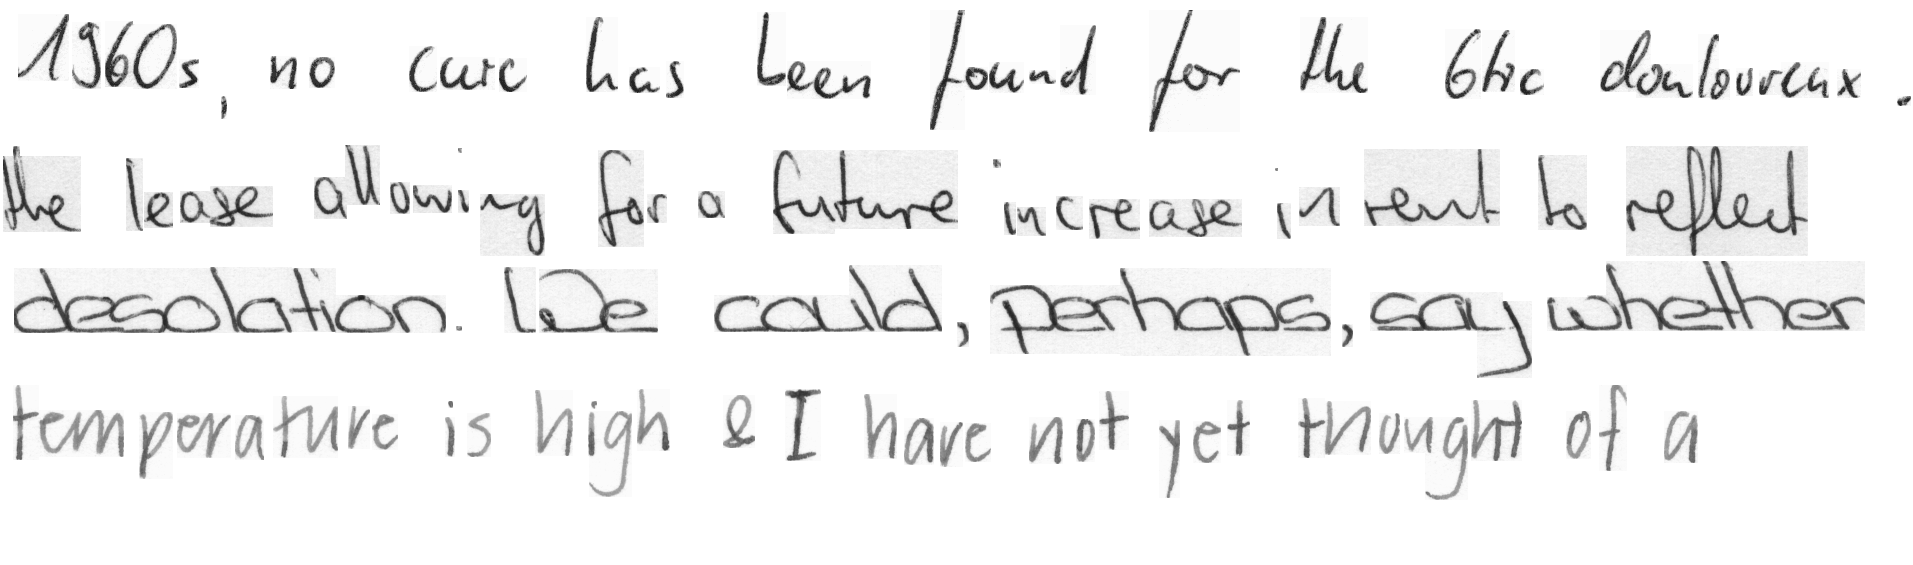 1960s, no cure has been found for the 6tic douloureux.
the lease allowing for a future increase in rent to reflect
desolation. We could, perhaps, say whether
temperature is high & I have not yet thought of a